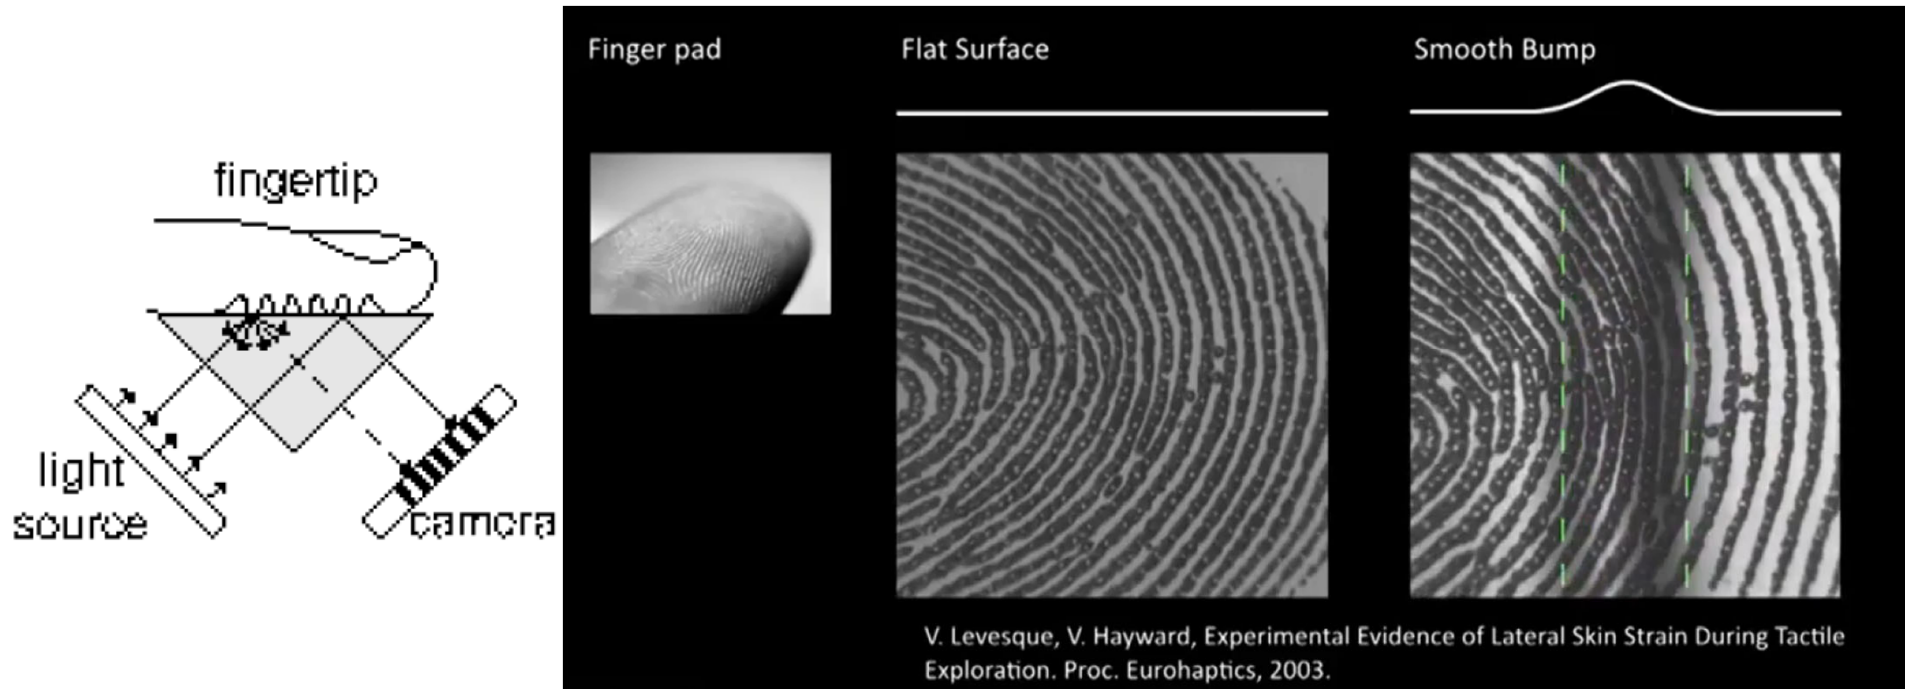 fingertip
light
source
camera
Finger pad
Flat Surface
Smooth Bump
V. Levesque, V. Hayward, Experimental Evidence of Lateral Skin Strain During Tactile
Exploration. Proc. Eurohaptics, 2003.